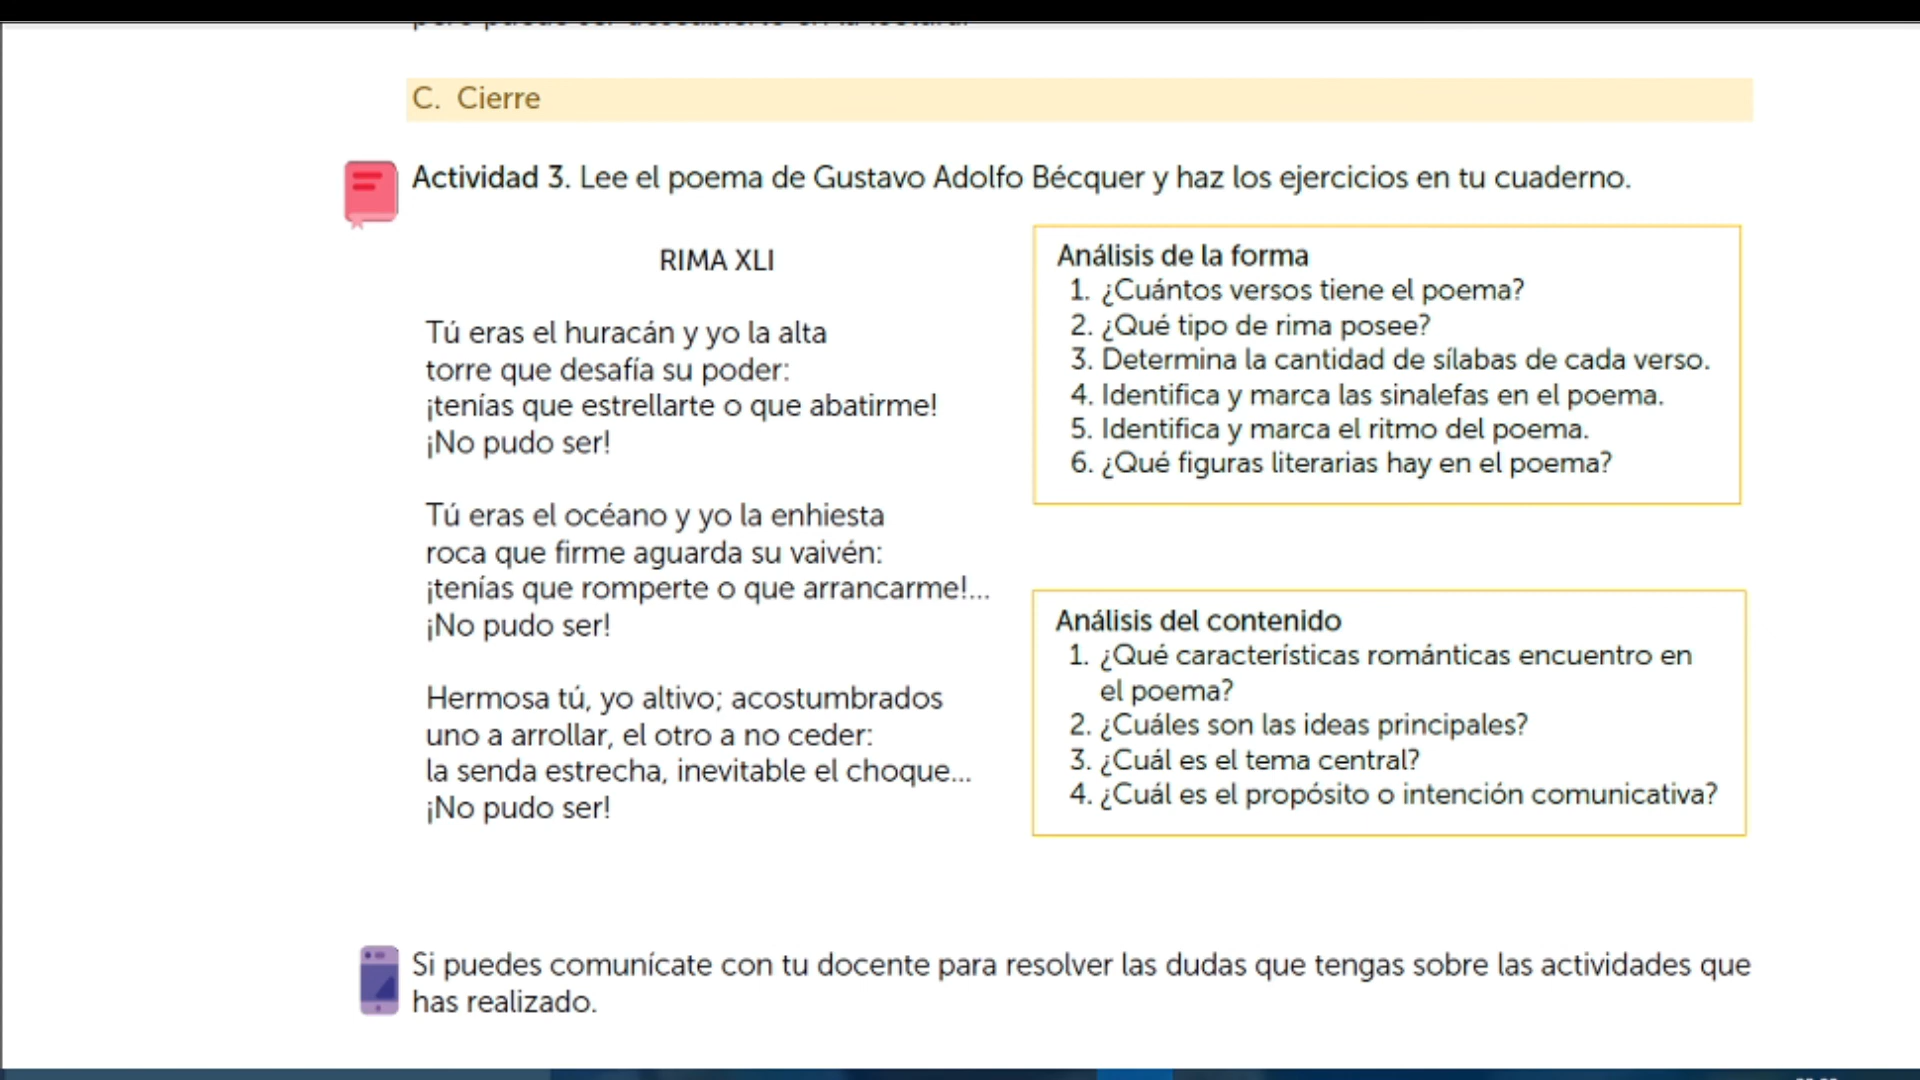 C. Cierre
Actividad 3. Lee el poema de Gustavo Adolfo Bécquer y haz los ejercicios en tu cuaderno.
RIMA XLI
Tú eras el huracán y yo la alta
torre que desafía su poder:
¡tenías que estrellarte o que abatirme!
¡No pudo ser!
Tú eras el océano y yo la enhiesta
roca que firme aguarda su vaivén:
¡tenías que romperte o que arrancarme!...
¡No pudo ser!
Hermosa tú, yo altivo; acostumbrados
uno a arrollar, el otro a no ceder:
la senda estrecha, inevitable el choque...
¡No pudo ser!
Análisis de la forma
1. ¿Cuántos versos tiene el poema?
2. ¿Qué tipo de rima posee?
3. Determina la cantidad de sílabas de cada verso.
4. Identifica y marca las sinalefas en el poema.
5. Identifica y marca el ritmo del poema.
6. ¿Qué figuras literarias hay en el poema?
Análisis del contenido
1. ¿Qué características románticas encuentro en
el poema?
2. ¿Cuáles son las ideas principales?
3. ¿Cuál es el tema central?
4. ¿Cuál es el propósito o intención comunicativa?
Si puedes comunícate con tu docente para resolver las dudas que tengas sobre las actividades que
has realizado.